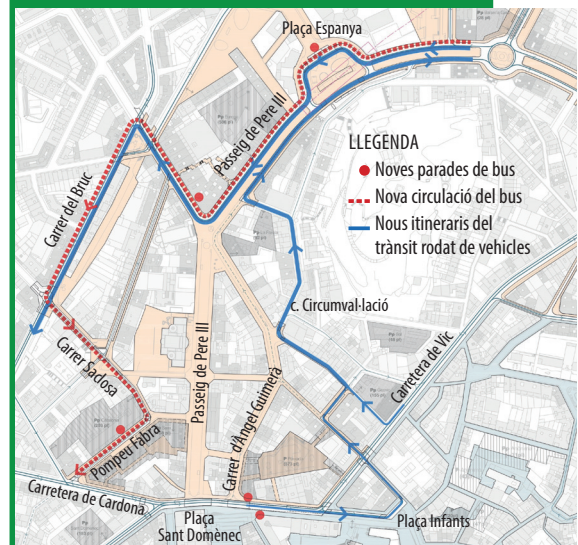 Plaça Espanya
Passeig de Pere III
LLEGENDA
Noves parades de bus
Nova circulació del bus
Nous itineraris del
trànsit rodat de vehicles
Carrer del Bruc
c. Circumval·lació
Carrer Saclosa
Passeig de Pere III
Carretera de Vic
Carrer d'Àngel Guimerà
Pompeu Fabra
Carretera de Cardona
Plaça
Sant Domènec
Plaça Infants